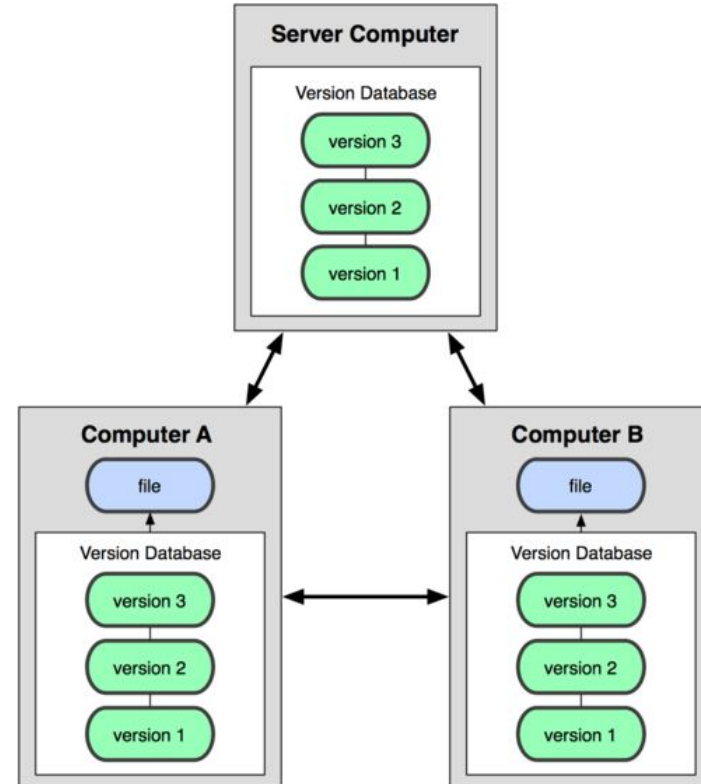 Server Computer
Version Database
version 3
version 2
version 1
Computer A
file
Version Database
version 3
version 2
version 1
Computer B
file
Version Database
version 3
version 2
version 1